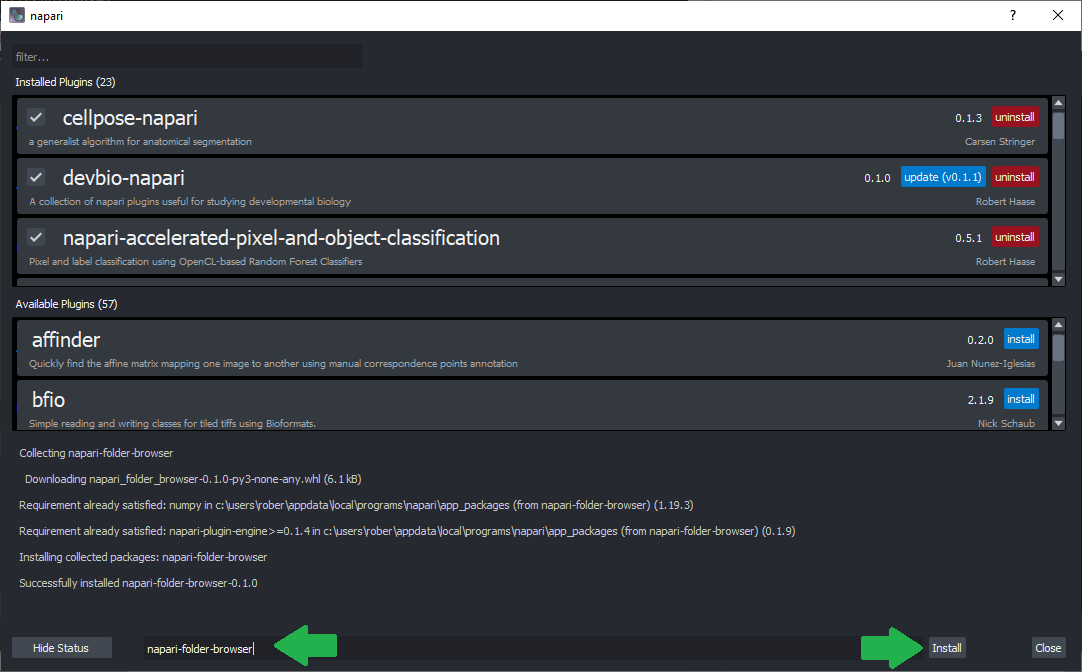 napari
?
filter...
Installed Plugins (23)
cellpose-napari 0.1.3 uninstall
a generalist algorithm for anatomical segmentation Carsen Stringer
devbio-napari 0.1.0 update (v0.1.1) uninstall
A collection of napari plugins useful for studying developmental biology Robert Haase
napari-accelerated-pixel-and-object-classification 0.5.1 uninstall
Pixel and label classification using OpenCL-based Random Forest Classifiers Robert Haase
Available Plugins (57)
affinder 0.2.0 install
Quickly find the affine matrix mapping one image to another using manual correspondence points annotation Juan Nunez-Iglesias
bfio 2.1.9 install
Simple reading and writing classes for tiled tiffs using Bioformats. Nick Schaub
Collecting napari-folder-browser
Downloading napari_folder_browser-0.1.0-py3-none-any.whl (6.1 kB)
Requirement already satisfied: numpy in c:\users\rober\appdata\local\programs\napari\app_packages (from napari-folder-browser) (1.19.3)
Requirement already satisfied: napari-plugin-engine>=0.1.4 in c:\users\rober\appdata\local\programs\napari\app_packages (from napari-folder-browser) (0.1.9)
Installing collected packages: napari-folder-browser
Successfully installed napari-folder-browser-0.1.0
Hide Status napari-folder-browser Install Close